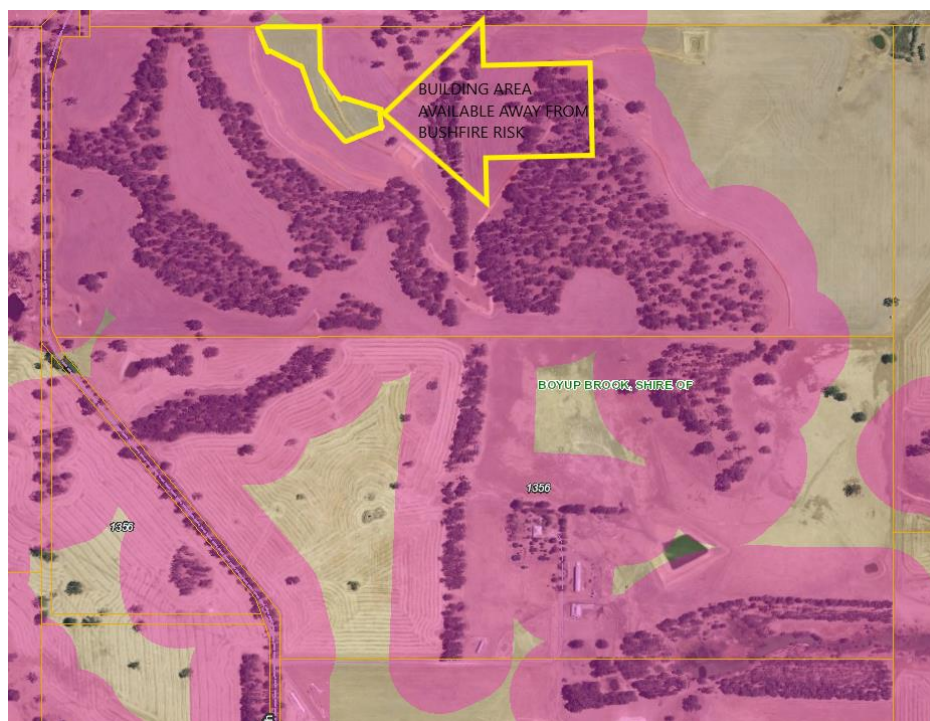 BUILDING AREA
AVAILABLE AWAY FROM
BUSHFIRE RISK
BOYUP BROOK, SHIRE OF
1356
1356